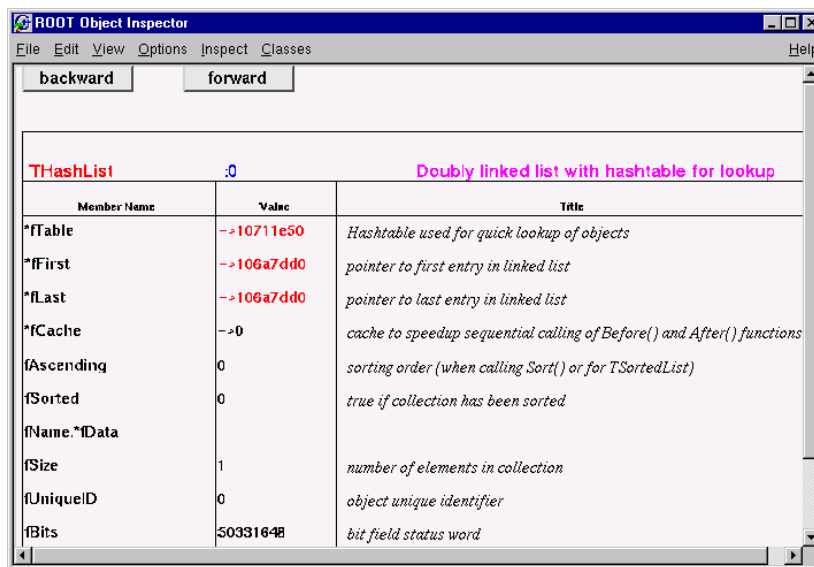 ROOT Object Inspector
File Edit View Options Inspect Classes Help
backward forward
THashList :0 Doubly linked list with hashtable for lookup
Member Name Value Title
*fTable ->10711e50 Hashtable used for quick lookup of objects
*fFirst ->106a7dd0 pointer to first entry in linked list
*fLast ->106a7dd0 pointer to last entry in linked list
*fCache ->0 cache to speedup sequential calling of Before() and After() functions
fAscending 0 sorting order (when calling Sort() or for TSortedList)
fSorted 0 true if collection has been sorted
fName.*fData
fSize 1 number of elements in collection
fUniqueID 0 object unique identifier
fBits 50331648 bit field status word